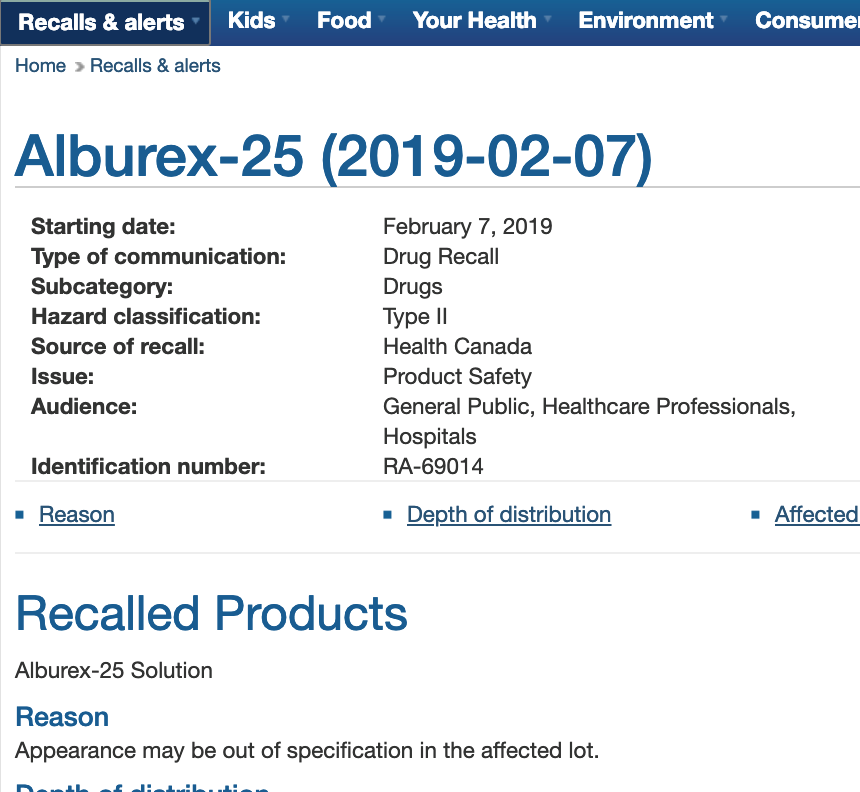 Recalls & alerts Kids Food Your Health Environment Consumer
Home Recalls & alerts
Alburex-25 (2019-02-07)
Starting date: February 7, 2019
Type of communication: Drug Recall
Subcategory: Drugs
Hazard classification: Type II
Source of recall: Health Canada
Issue: Product Safety
Audience: General Public, Healthcare Professionals,
Hospitals
Identification number: RA-69014
Reason Depth of distribution Affected
Recalled Products
Alburex-25 Solution
Reason
Appearance may be out of specification in the affected lot.
Depth of distribution